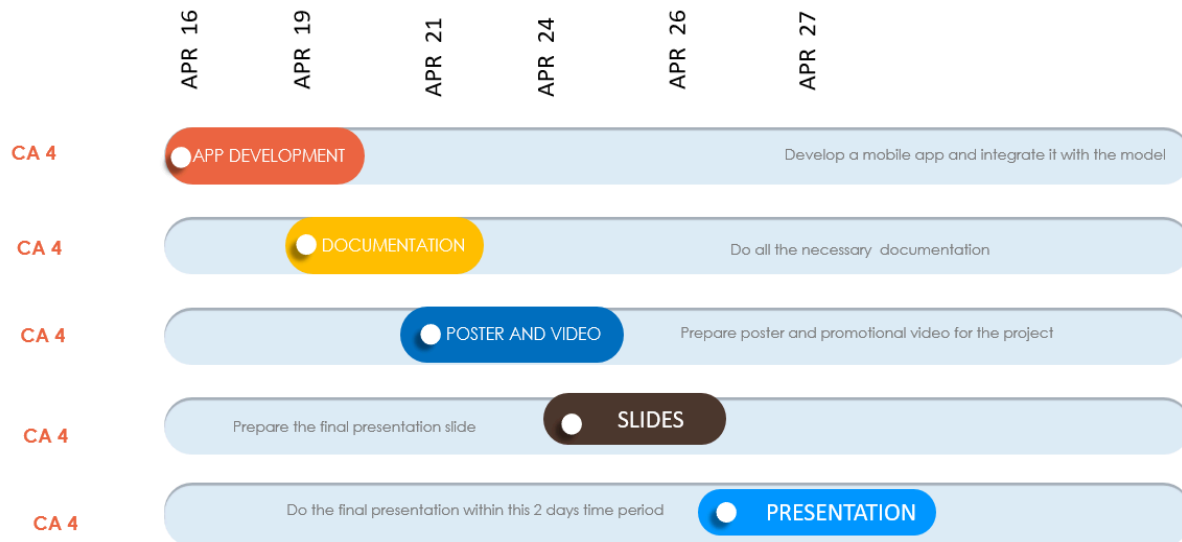 APR 16
APR 19
APR 21
APR 24
APR 26
APR 27
CA 4
APP DEVELOPMENT
Develop a mobile app and integrate it with the model
CA 4
DOCUMENTATION
Do all the necessary documentation
CA 4
POSTER AND VIDEO
Prepare poster and promotional video for the project
CA 4
Prepare the final presentation slide
SLIDES
CA 4
Do the final presentation within this 2 days time period
PRESENTATION